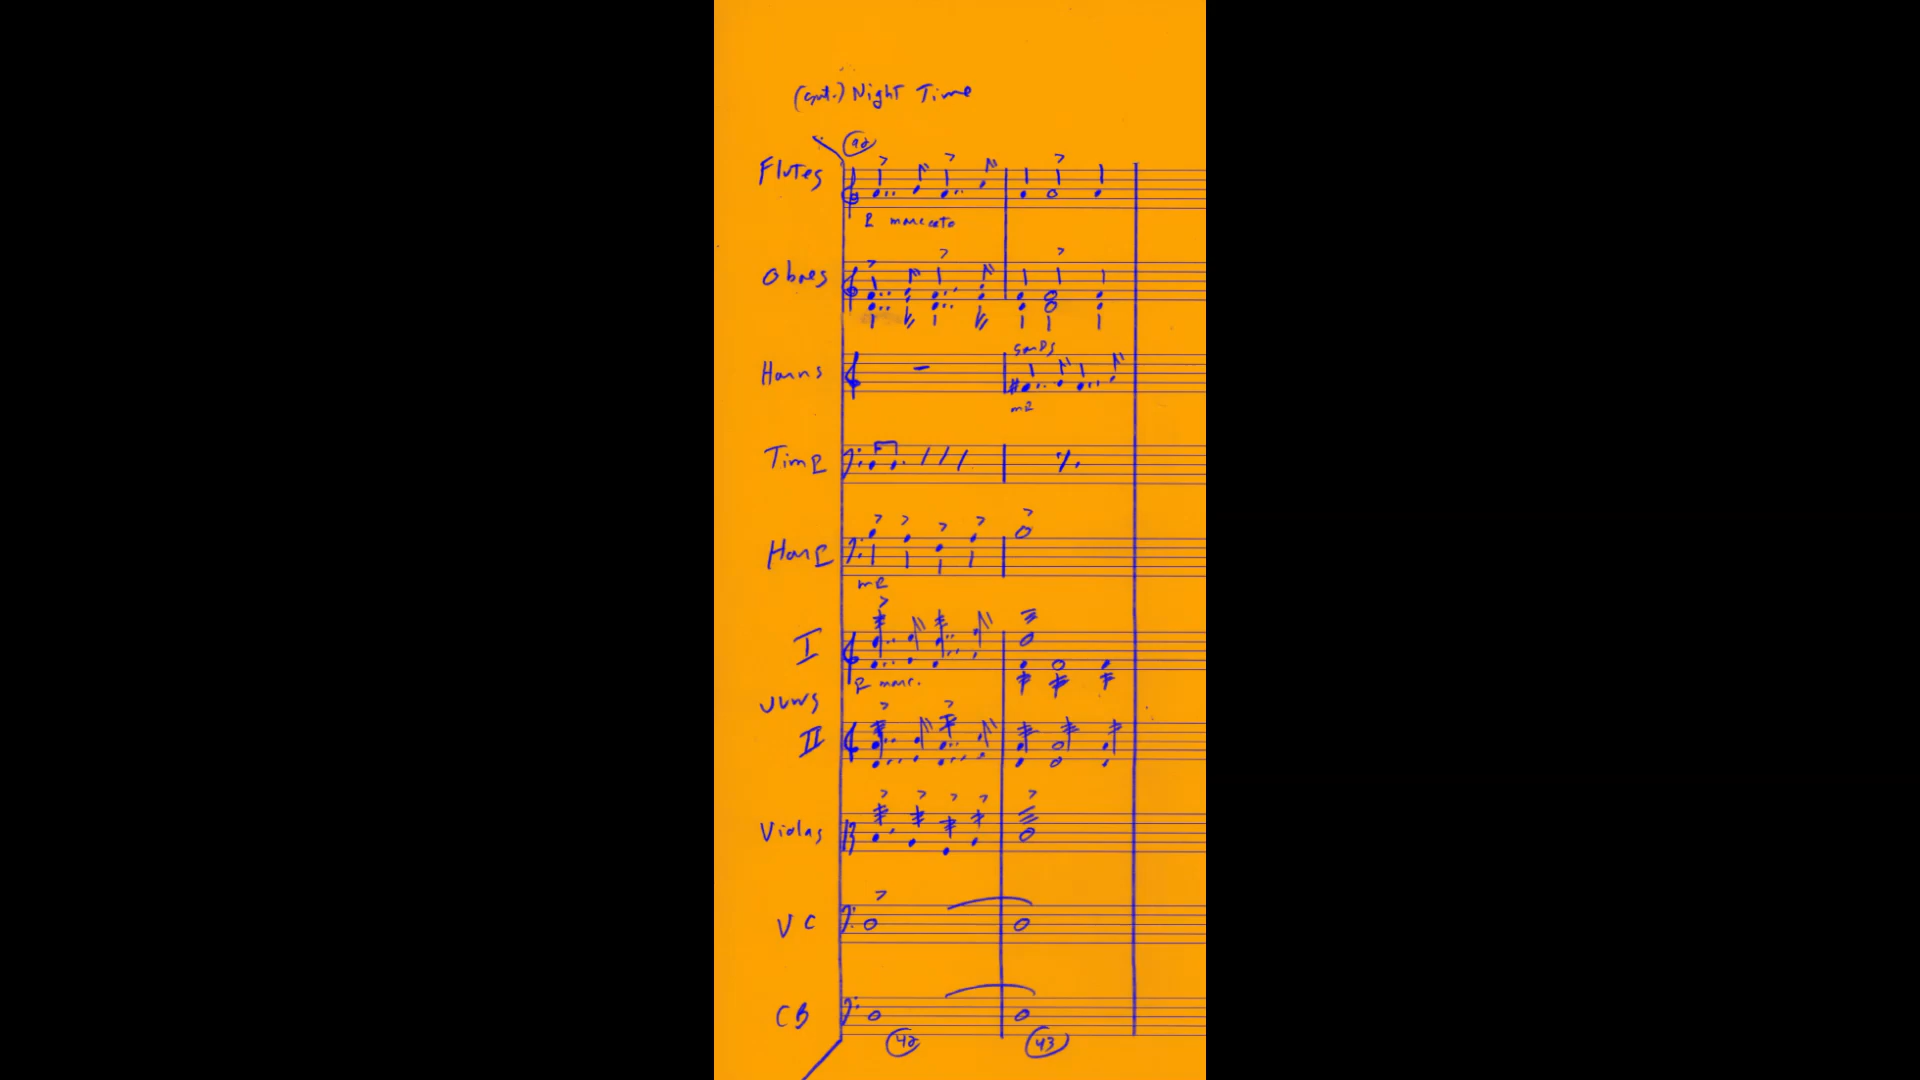 (Cont.) Night Time
42
Flutes
p marcato
Oboes
Horns
mp
Timp
Harp
mp
I
p marc.
VLNS
II
Violas
VC
CB
42 43